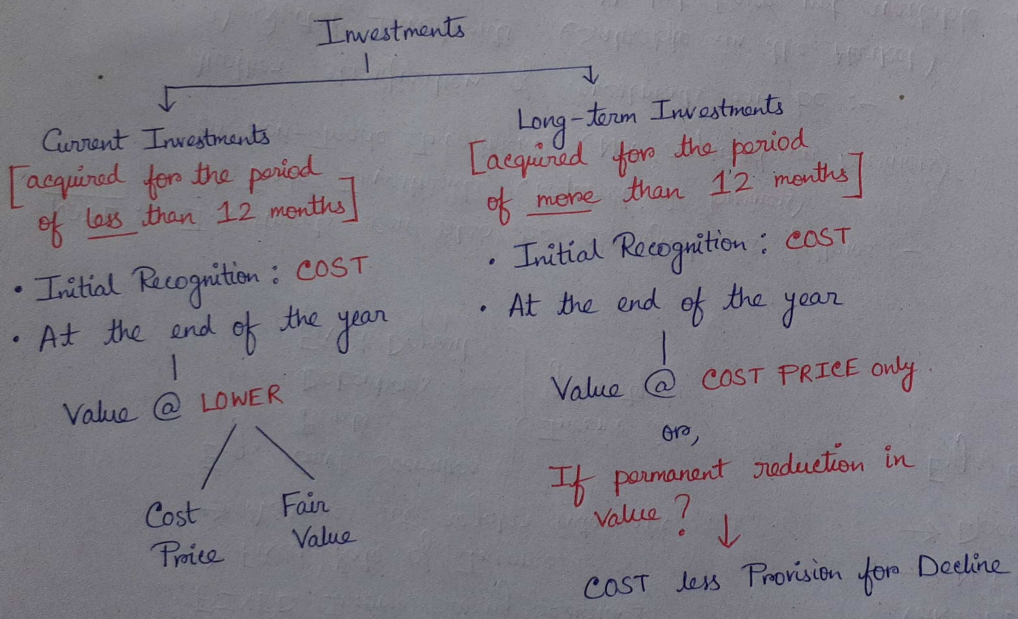 Investments
Current Investments
[acquired for the period
of less than 12 months]
• Initial Recognition : COST
• At the end of the year
Value @ LOWER
Cost
Price
Fair
Value
Long-term Investments
[acquired for the period
of more than 12 months]
• Initial Recognition : COST
• At the end of the year
Value @ COST PRICE only.
or,
If permanent reduction in
value ?
COST less Provision for Decline